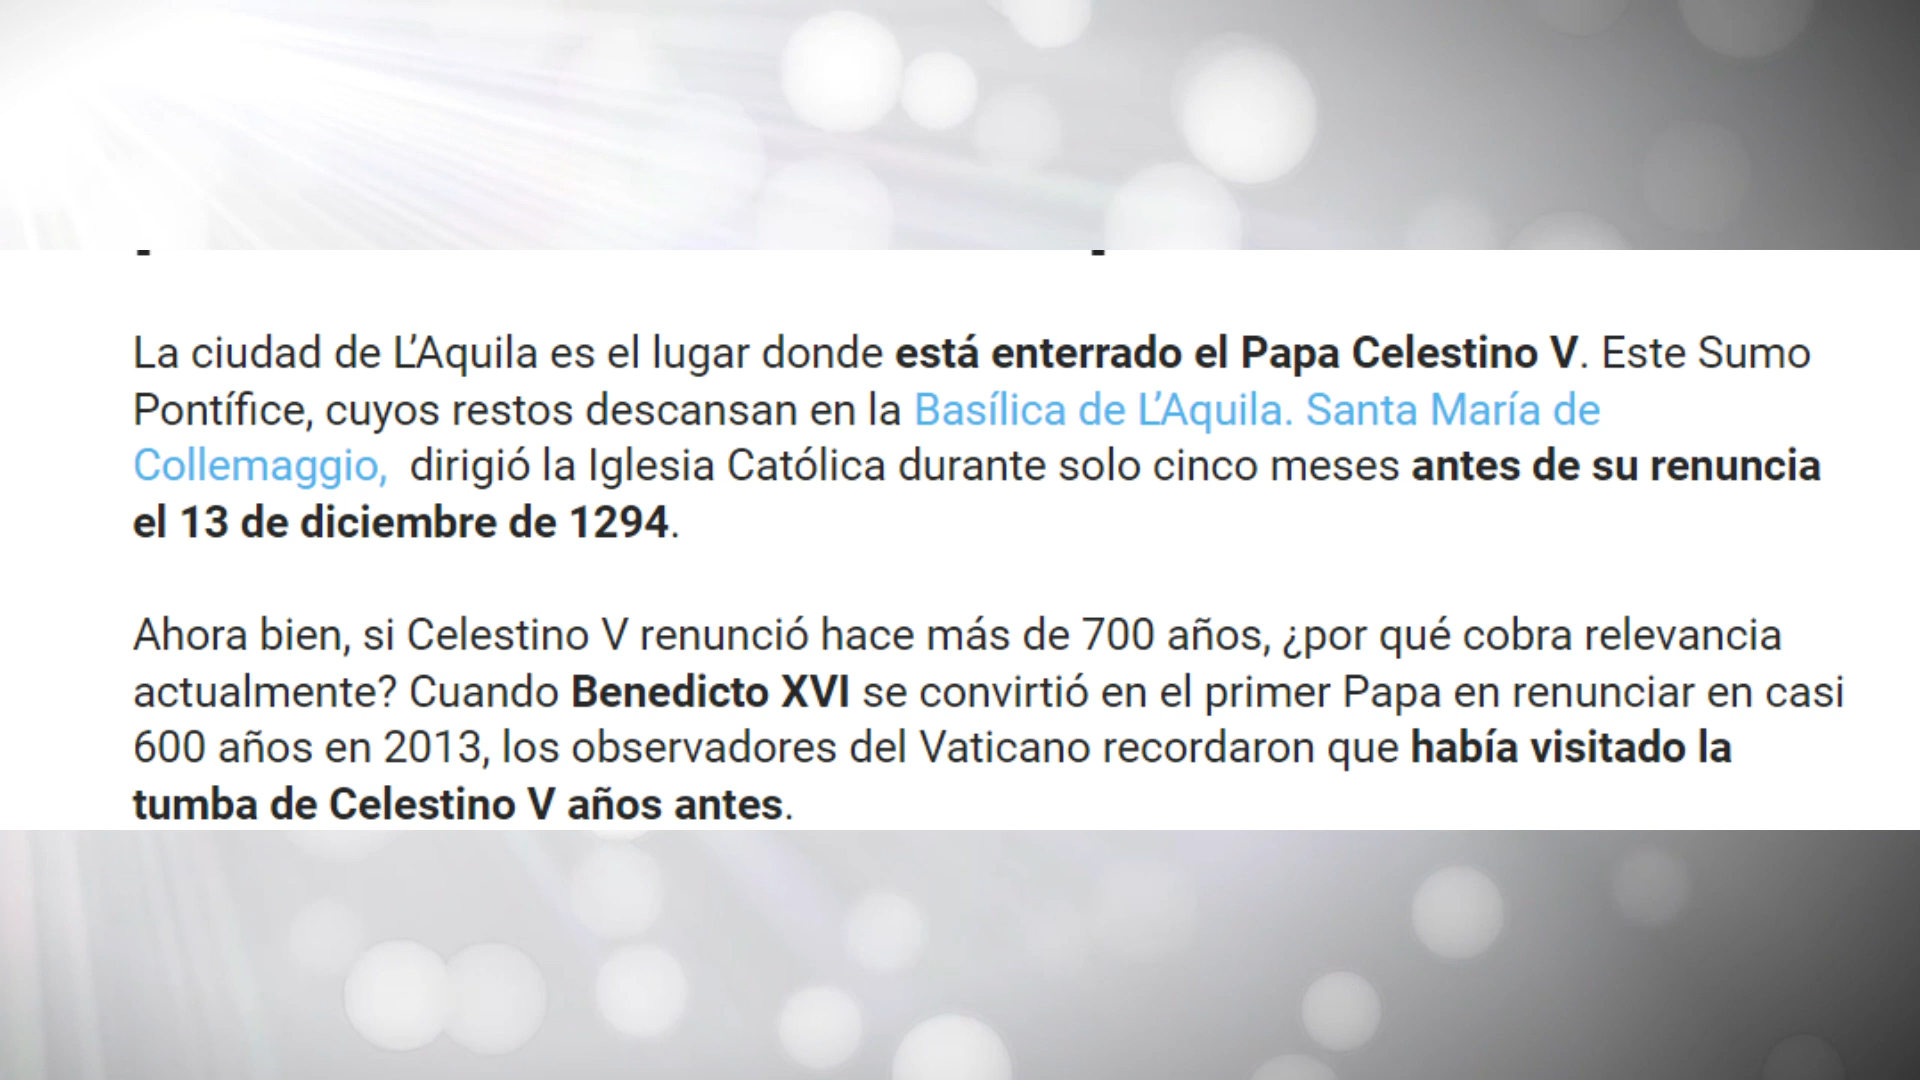 La ciudad de L’Aquila es el lugar donde está enterrado el Papa Celestino V. Este Sumo
Pontífice, cuyos restos descansan en la Basílica de L’Aquila. Santa María de
Collemaggio,  dirigió la Iglesia Católica durante solo cinco meses antes de su renuncia
el 13 de diciembre de 1294.
Ahora bien, si Celestino V renunció hace más de 700 años, ¿por qué cobra relevancia
actualmente? Cuando Benedicto XVI se convirtió en el primer Papa en renunciar en casi
600 años en 2013, los observadores del Vaticano recordaron que había visitado la
tumba de Celestino V años antes.